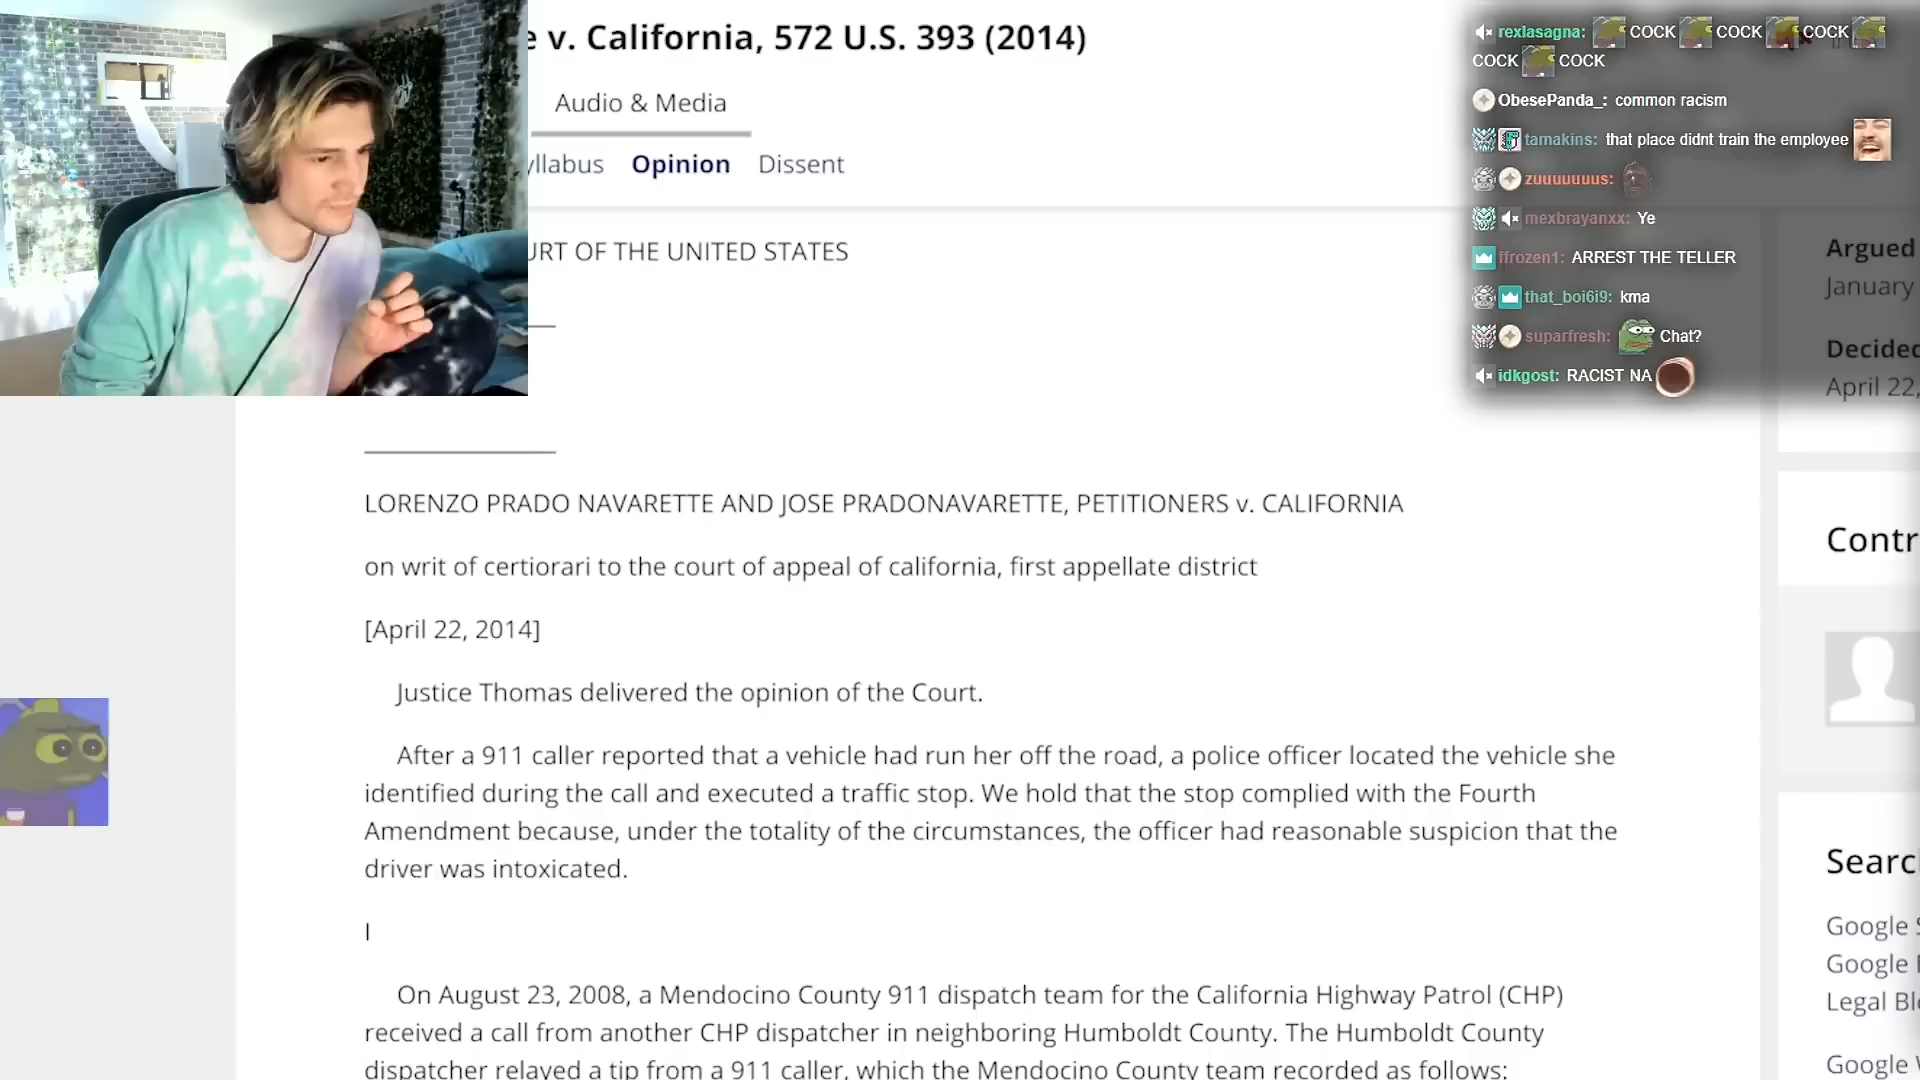 v. California, 572 U.S. 393 (2014)
Audio & Media
Opinion Dissent
OF THE UNITED STATES
LORENZO PRADO NAVARETTE AND JOSE PRADONAVARETTE, PETITIONERS v. CALIFORNIA
on writ of certiorari to the court of appeal of california, first appellate district
[April 22, 2014]
Justice Thomas delivered the opinion of the Court.
After a 911 caller reported that a vehicle had run her off the road, a police officer located the vehicle she
identified during the call and executed a traffic stop. We hold that the stop complied with the Fourth
Amendment because, under the totality of the circumstances, the officer had reasonable suspicion that the
driver was intoxicated.
I
On August 23, 2008, a Mendocino County 911 dispatch team for the California Highway Patrol (CHP)
received a call from another CHP dispatcher in neighboring Humboldt County. The Humboldt County
dispatcher relayed a tip from a 911 caller, which the Mendocino County team recorded as follows:
rexlasagna: COCK COCK COCK
COCK COCK
ObesePanda_: common racism
tamakins: that place didnt train the employee
zuuuuuuus:
mexbrayanxx: Ye
ffrozen1: ARREST THE TELLER
that_boi6i9: kma
suparfresh: Chat?
idkgost: RACIST NA
Argued
January
Decided
April 22,
Contr
Searc
Google
Google
Legal
Google